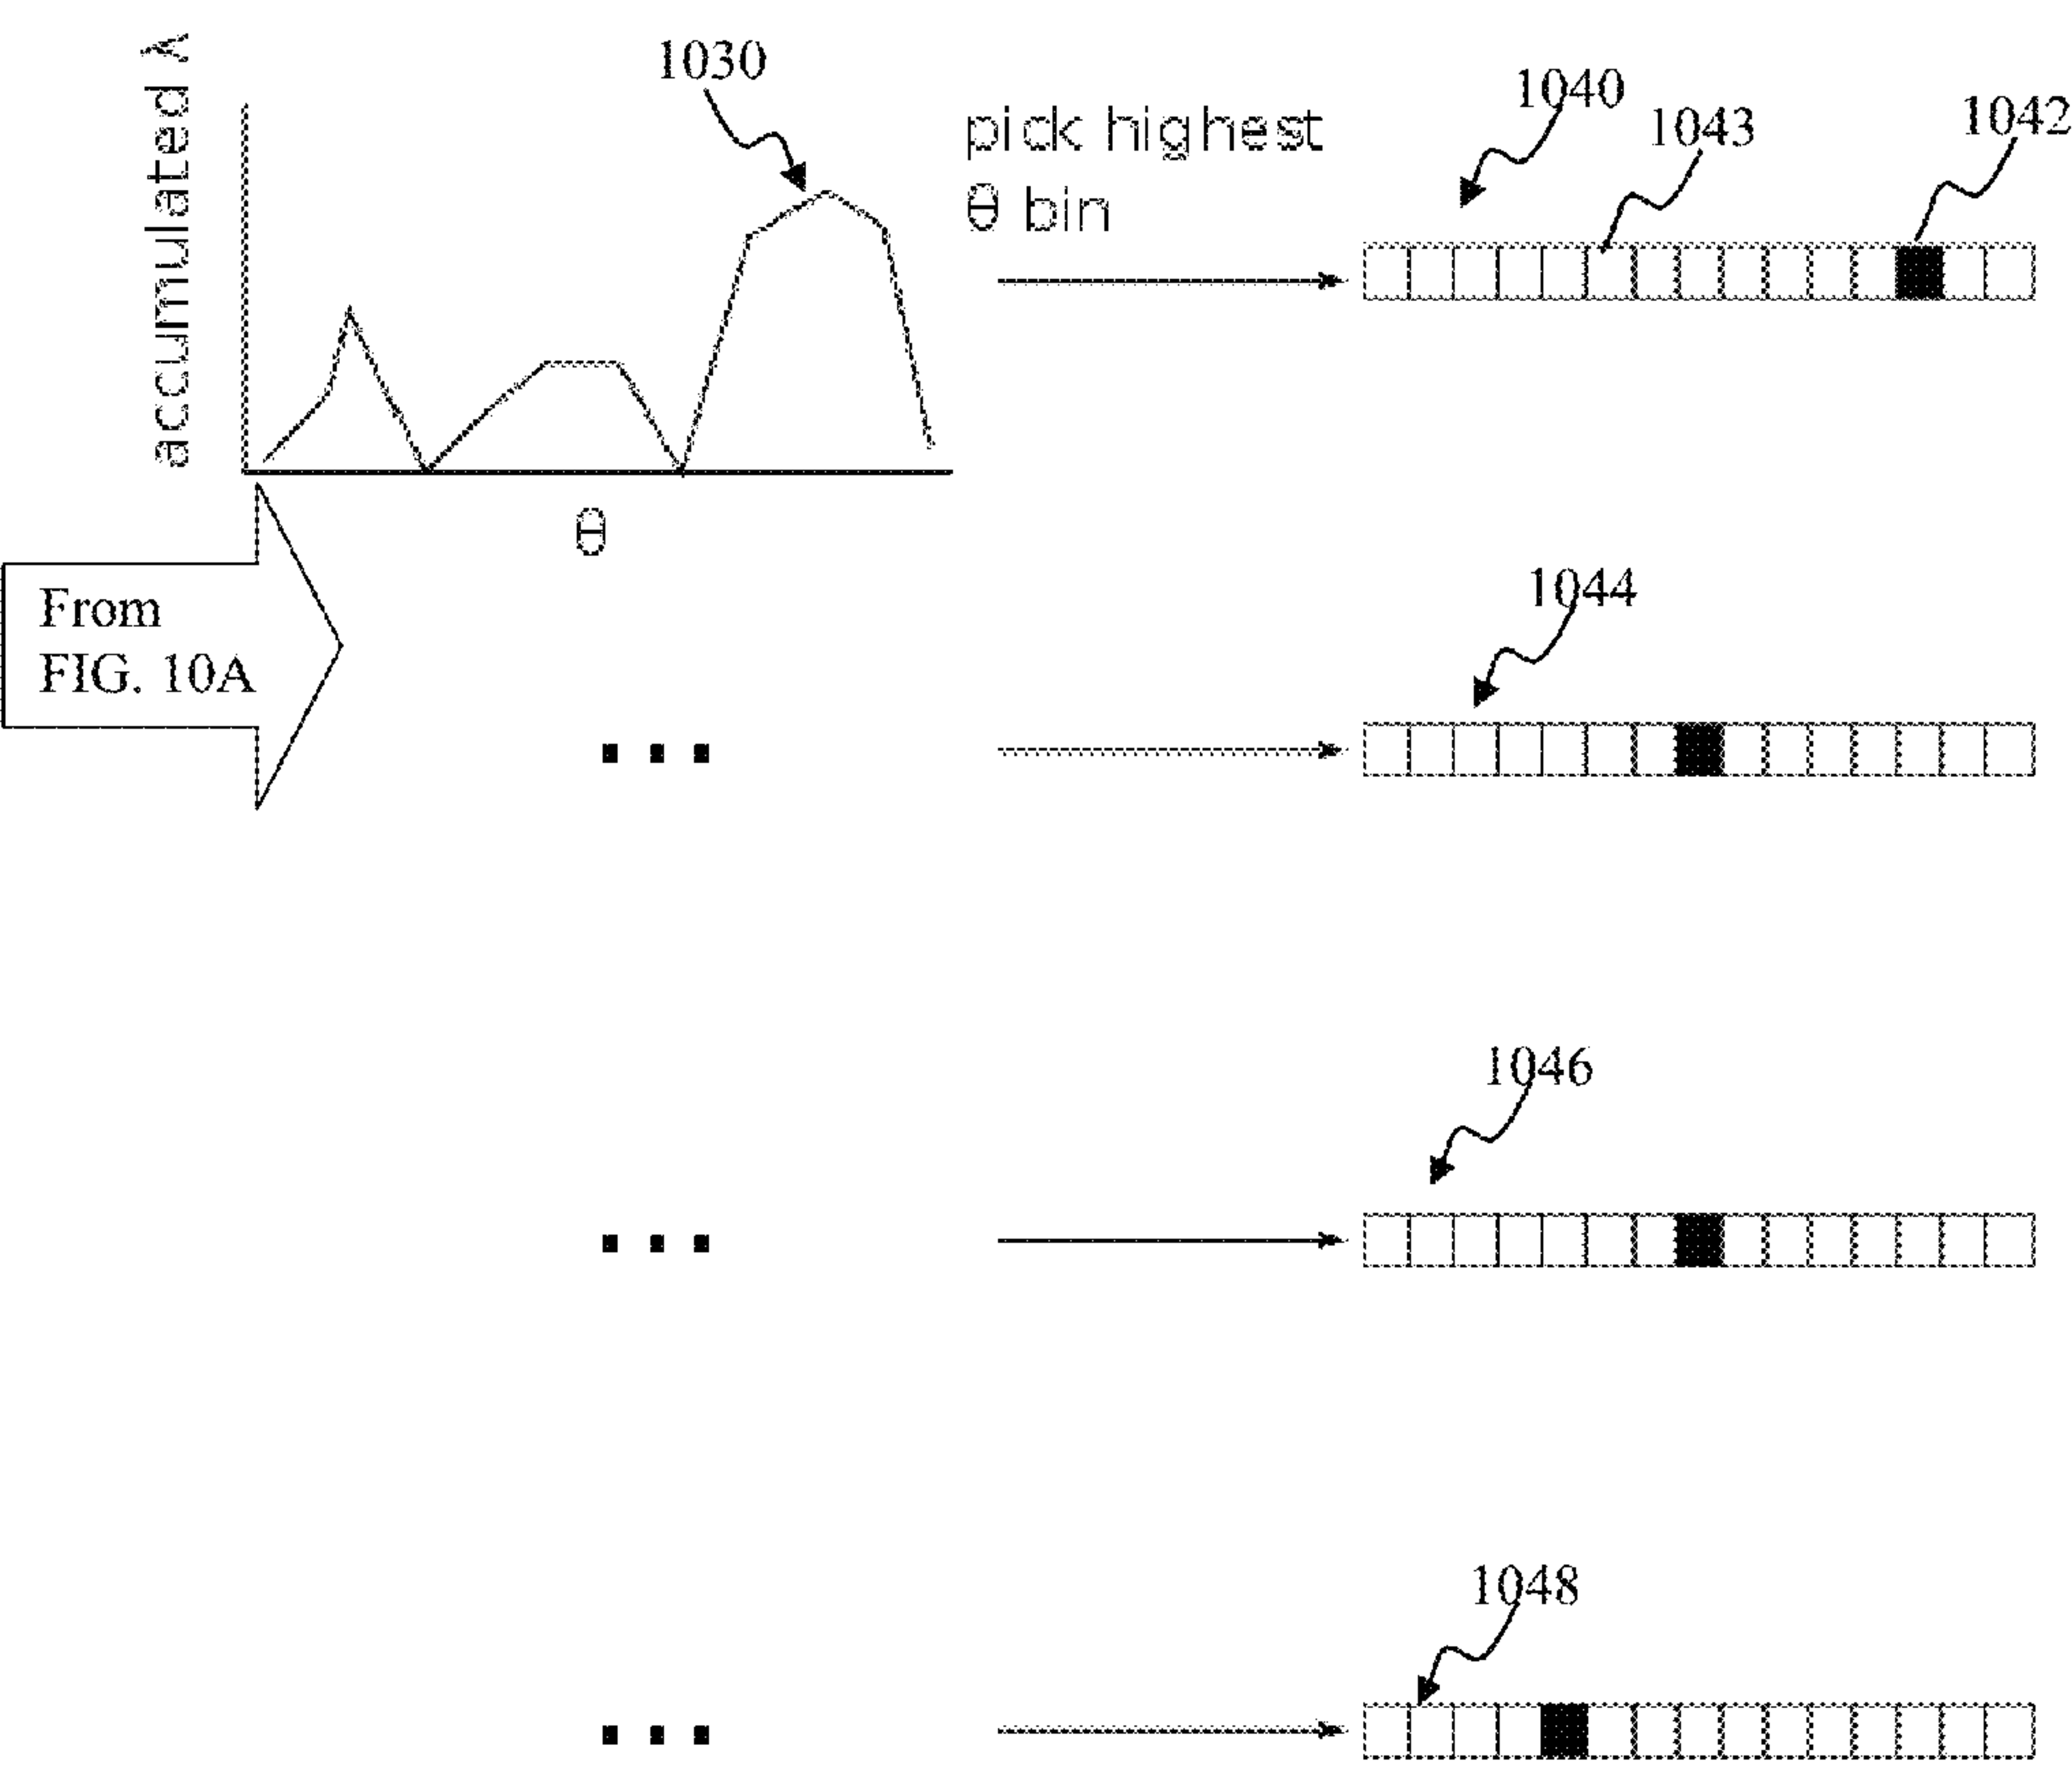 accumulated A
1030
pick highest
θ bin
1040
1043
1042
θ
From
FIG. 10A
1044
1046
1048